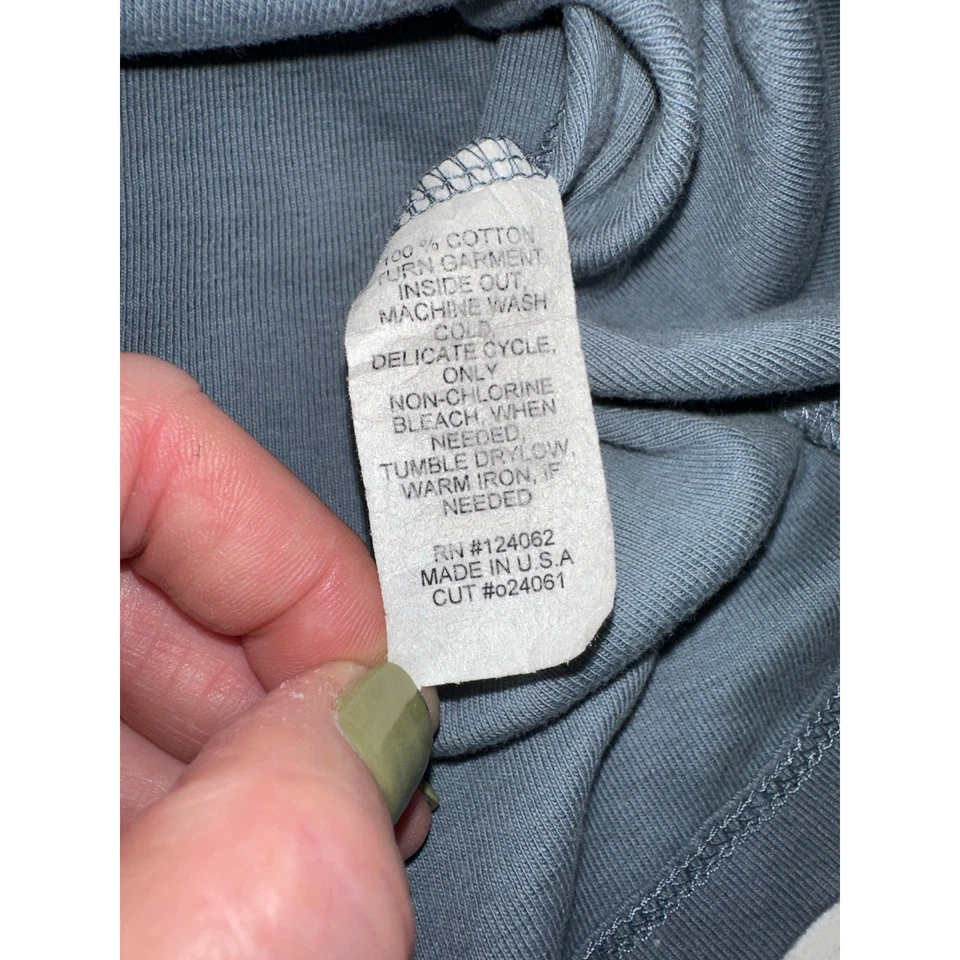 100 % COTTON
TURN GARMENT
INSIDE OUT,
MACHINE WASH
COLD,
DELICATE CYCLE,
ONLY
NON-CHLORINE
BLEACH, WHEN
NEEDED,
TUMBLE DRYLOW,
WARM IRON, IF
NEEDED
RN #124062
MADE IN U.S.A
CUT #o24061